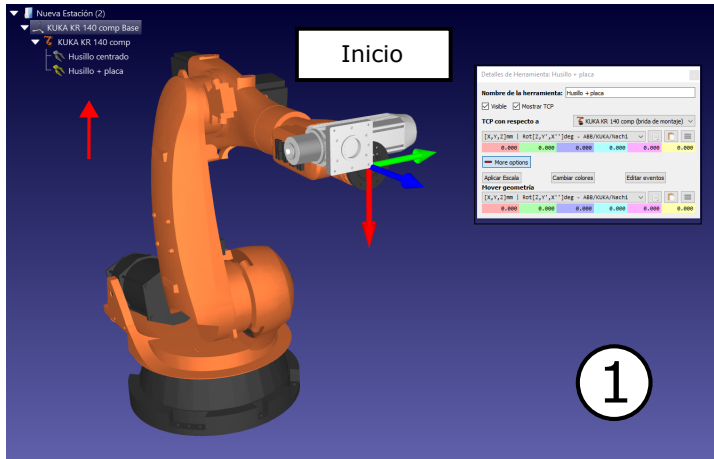 Nueva Estación (2)
KUKA KR 140 comp Base
KUKA KR 140 comp
Husillo centrado
Husillo + placa
Inicio
Detalles de Herramienta: Husillo + placa
Nombre de la herramienta: Husillo + placa
Visible Mostrar TCP
TCP con respecto a KUKA KR 140 comp (brida de montaje)
[X,Y,Z]mm | Rot[Z,Y',X'']deg - ABB/KUKA/Nachi
0.000 0.000 0.000 0.000 0.000 0.000
More options
Aplicar Escala Cambiar colores Editar eventos
Mover geometría
[X,Y,Z]mm | Rot[Z,Y',X'']deg - ABB/KUKA/Nachi
0.000 0.000 0.000 0.000 0.000 0.000
1